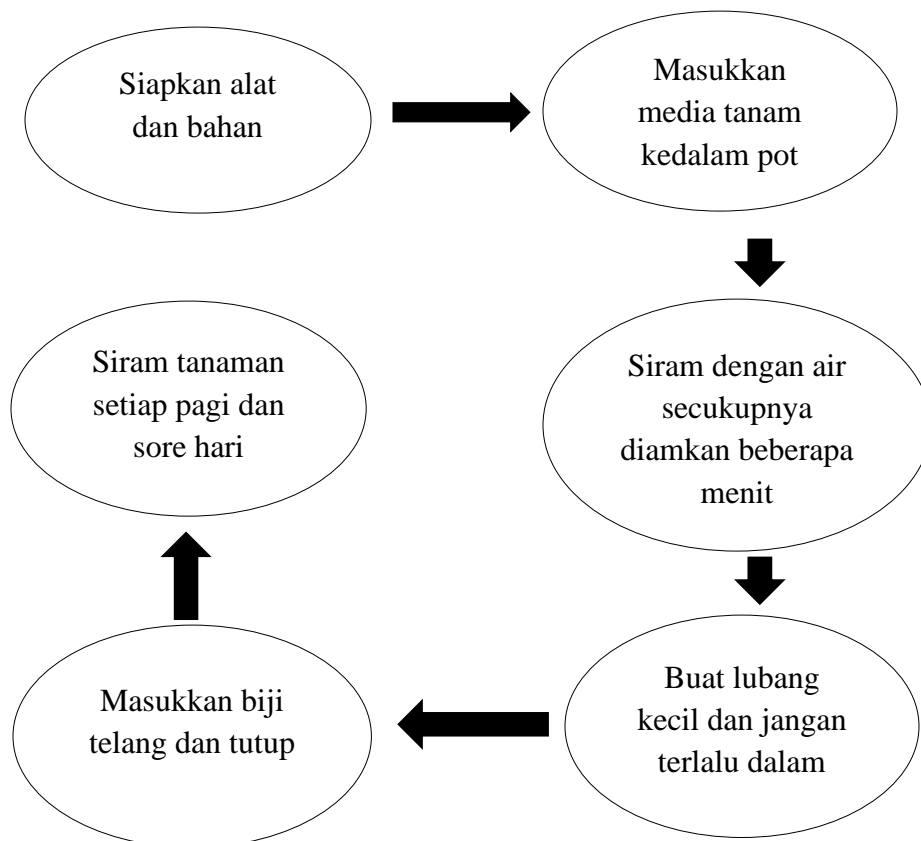 Siapkan alat
dan bahan
Masukkan
media tanam
kedalam pot
Siram dengan air
secukupnya
diamkan beberapa
menit
Buat lubang
kecil dan jangan
terlalu dalam
Masukkan biji
telang dan tutup
Siram tanaman
setiap pagi dan
sore hari